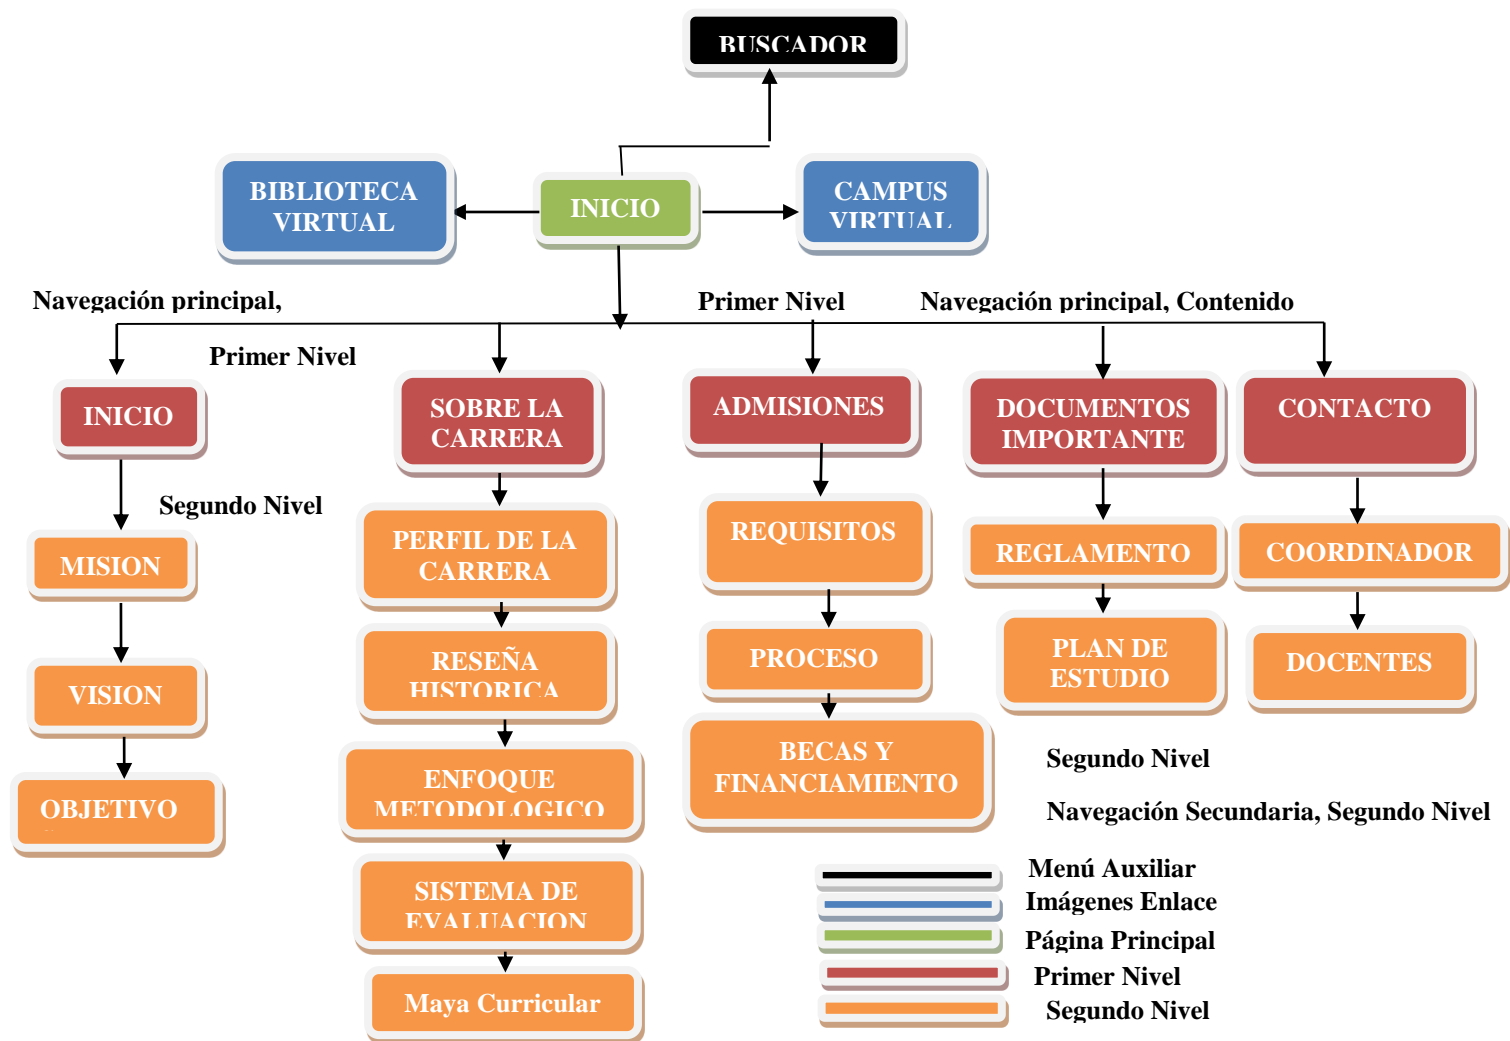 BUSCADOR
BIBLIOTECA
VIRTUAL
INICIO
CAMPUS
VIRTUAL
Navegación principal,
Primer Nivel
Primer Nivel
Navegación principal, Contenido
INICIO
SOBRE LA
CARRERA
ADMISIONES
DOCUMENTOS
IMPORTANTE
CONTACTO
Segundo Nivel
MISION
VISION
OBJETIVO
PERFIL DE LA
CARRERA
RESEÑA
HISTORICA
ENFOQUE
METODOLOGICO
SISTEMA DE
EVALUACION
Maya Curricular
REQUISITOS
PROCESO
BECAS Y
FINANCIAMIENTO
REGLAMENTO
PLAN DE
ESTUDIO
COORDINADOR
DOCENTES
Segundo Nivel
Navegación Secundaria, Segundo Nivel
Menú Auxiliar
Imágenes Enlace
Página Principal
Primer Nivel
Segundo Nivel